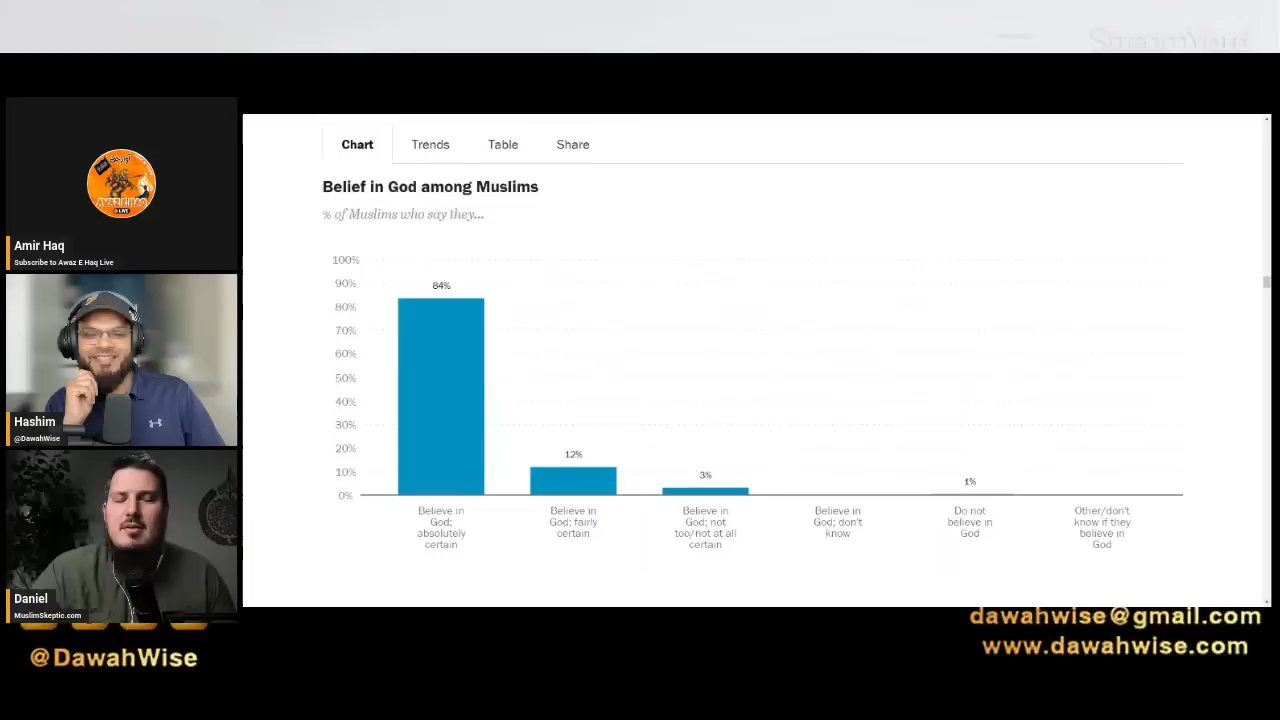 StreamYard
AWAZ E HAQ
LIVE
Amir Haq
Subscribe to Awaz E Haq Live
Hashim
@DawahWise
Daniel
MuslimSkeptic.com
@DawahWise
Chart
Trends
Table
Share
Belief in God among Muslims
% of Muslims who say they...
100%
90%
80%
70%
60%
50%
40%
30%
20%
10%
0%
84%
12%
3%
1%
Believe in
God;
absolutely
certain
Believe in
God; fairly
certain
Believe in
God; not
too/not at all
certain
Believe in
God; don't
know
Do not
believe in
God
Other/don't
know if they
believe in
God
dawahwise@gmail.com
www.dawahwise.com